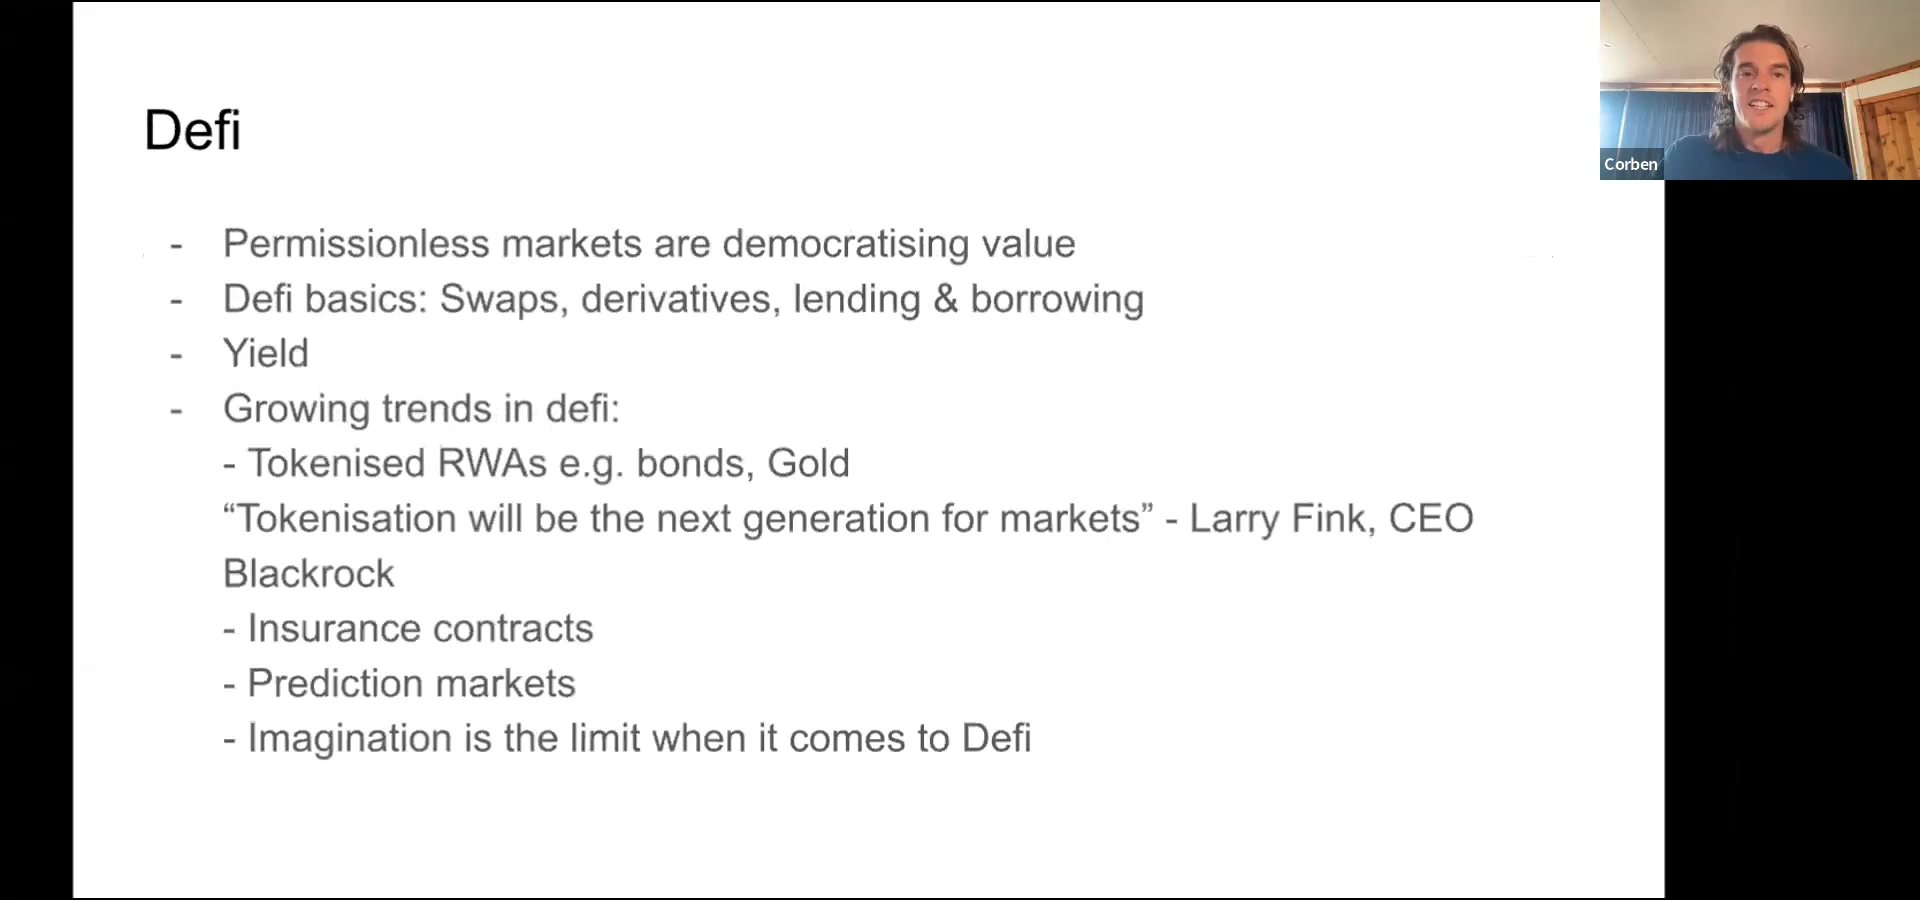 Defi
- Permissionless markets are democratising value
- Defi basics: Swaps, derivatives, lending & borrowing
- Yield
- Growing trends in defi:
- Tokenised RWAs e.g. bonds, Gold
“Tokenisation will be the next generation for markets” - Larry Fink, CEO
Blackrock
- Insurance contracts
- Prediction markets
- Imagination is the limit when it comes to Defi
Corben